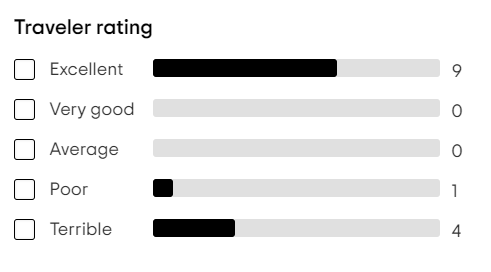 Traveler rating
Excellent 9
Very good 0
Average 0
Poor 1
Terrible 4